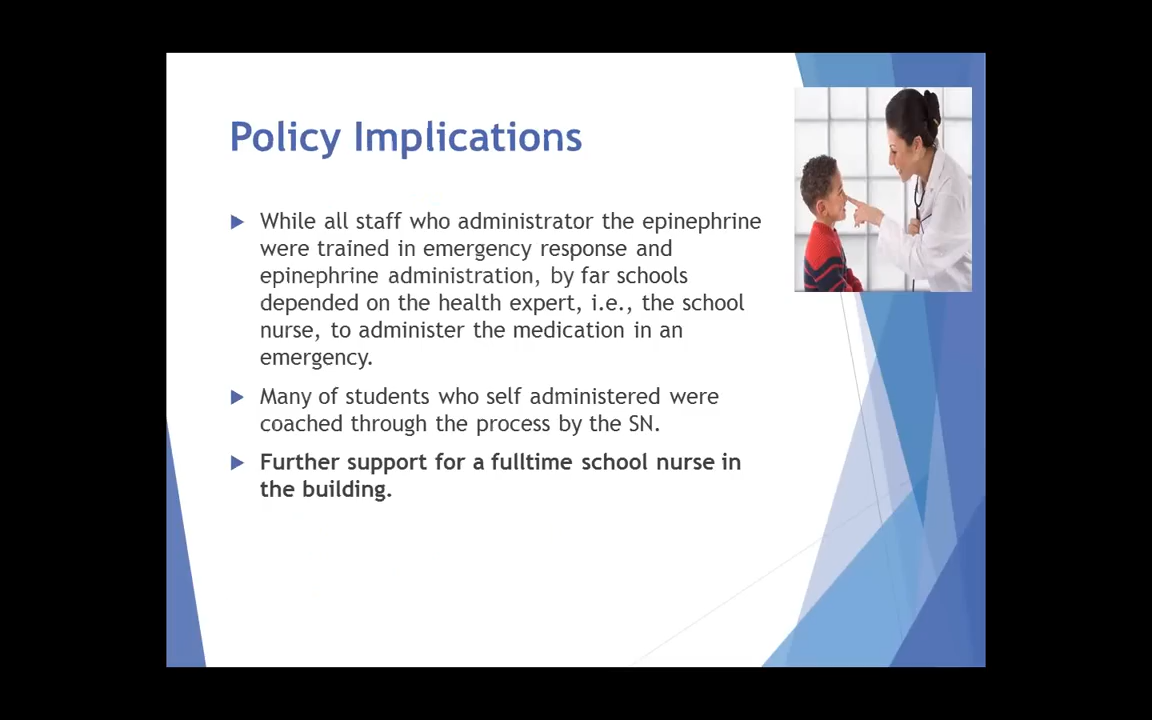 Policy Implications
While all staff who administrator the epinephrine
were trained in emergency response and
epinephrine administration, by far schools
depended on the health expert, i.e., the school
nurse, to administer the medication in an
emergency.
Many of students who self administered were
coached through the process by the SN.
Further support for a fulltime school nurse in
the building.